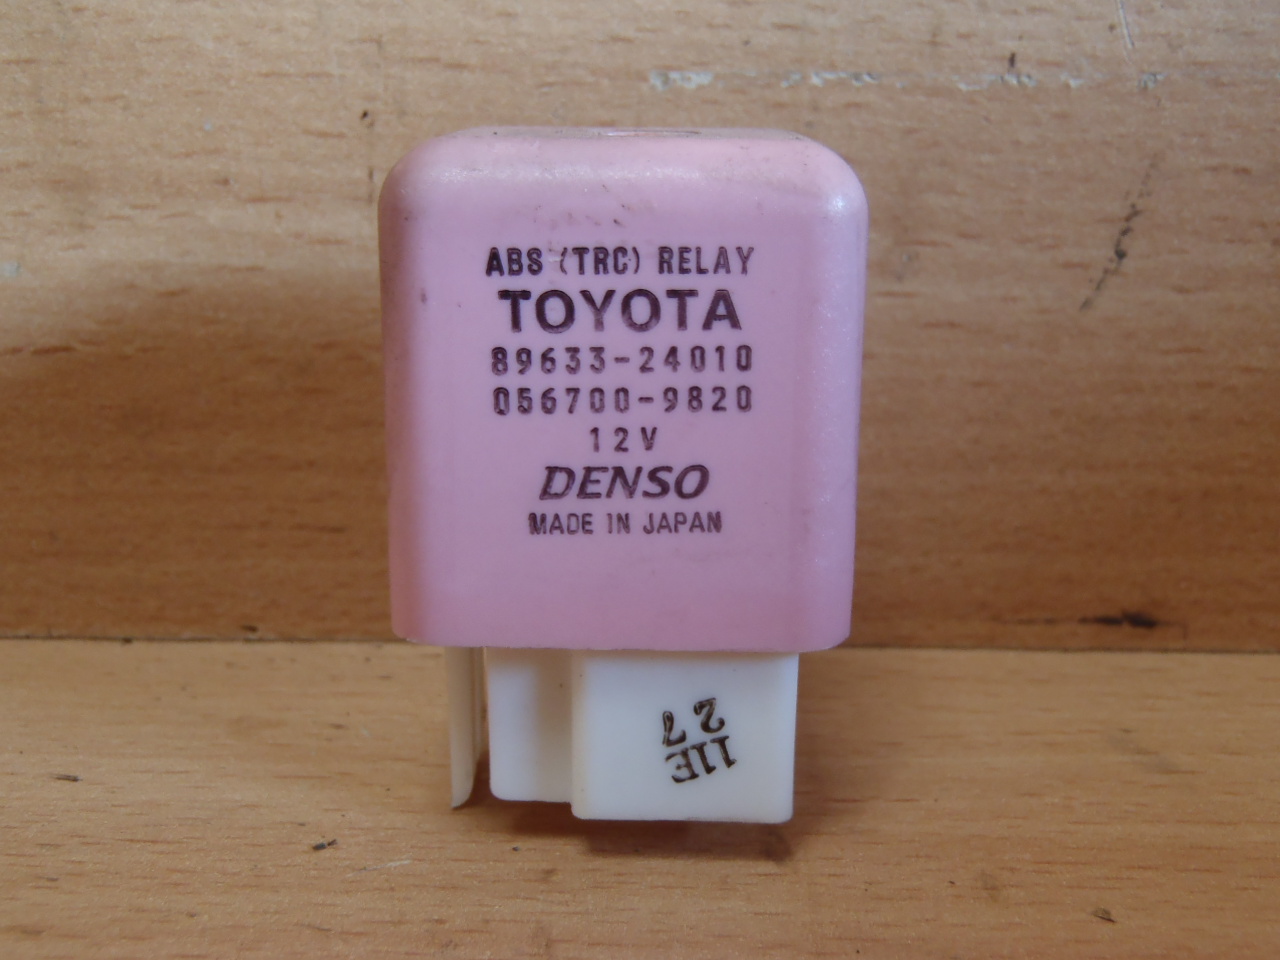 ABS (TRC) RELAY
TOYOTA
89633-24010
056700-9820
12V
DENSO
MADE IN JAPAN
11E
27